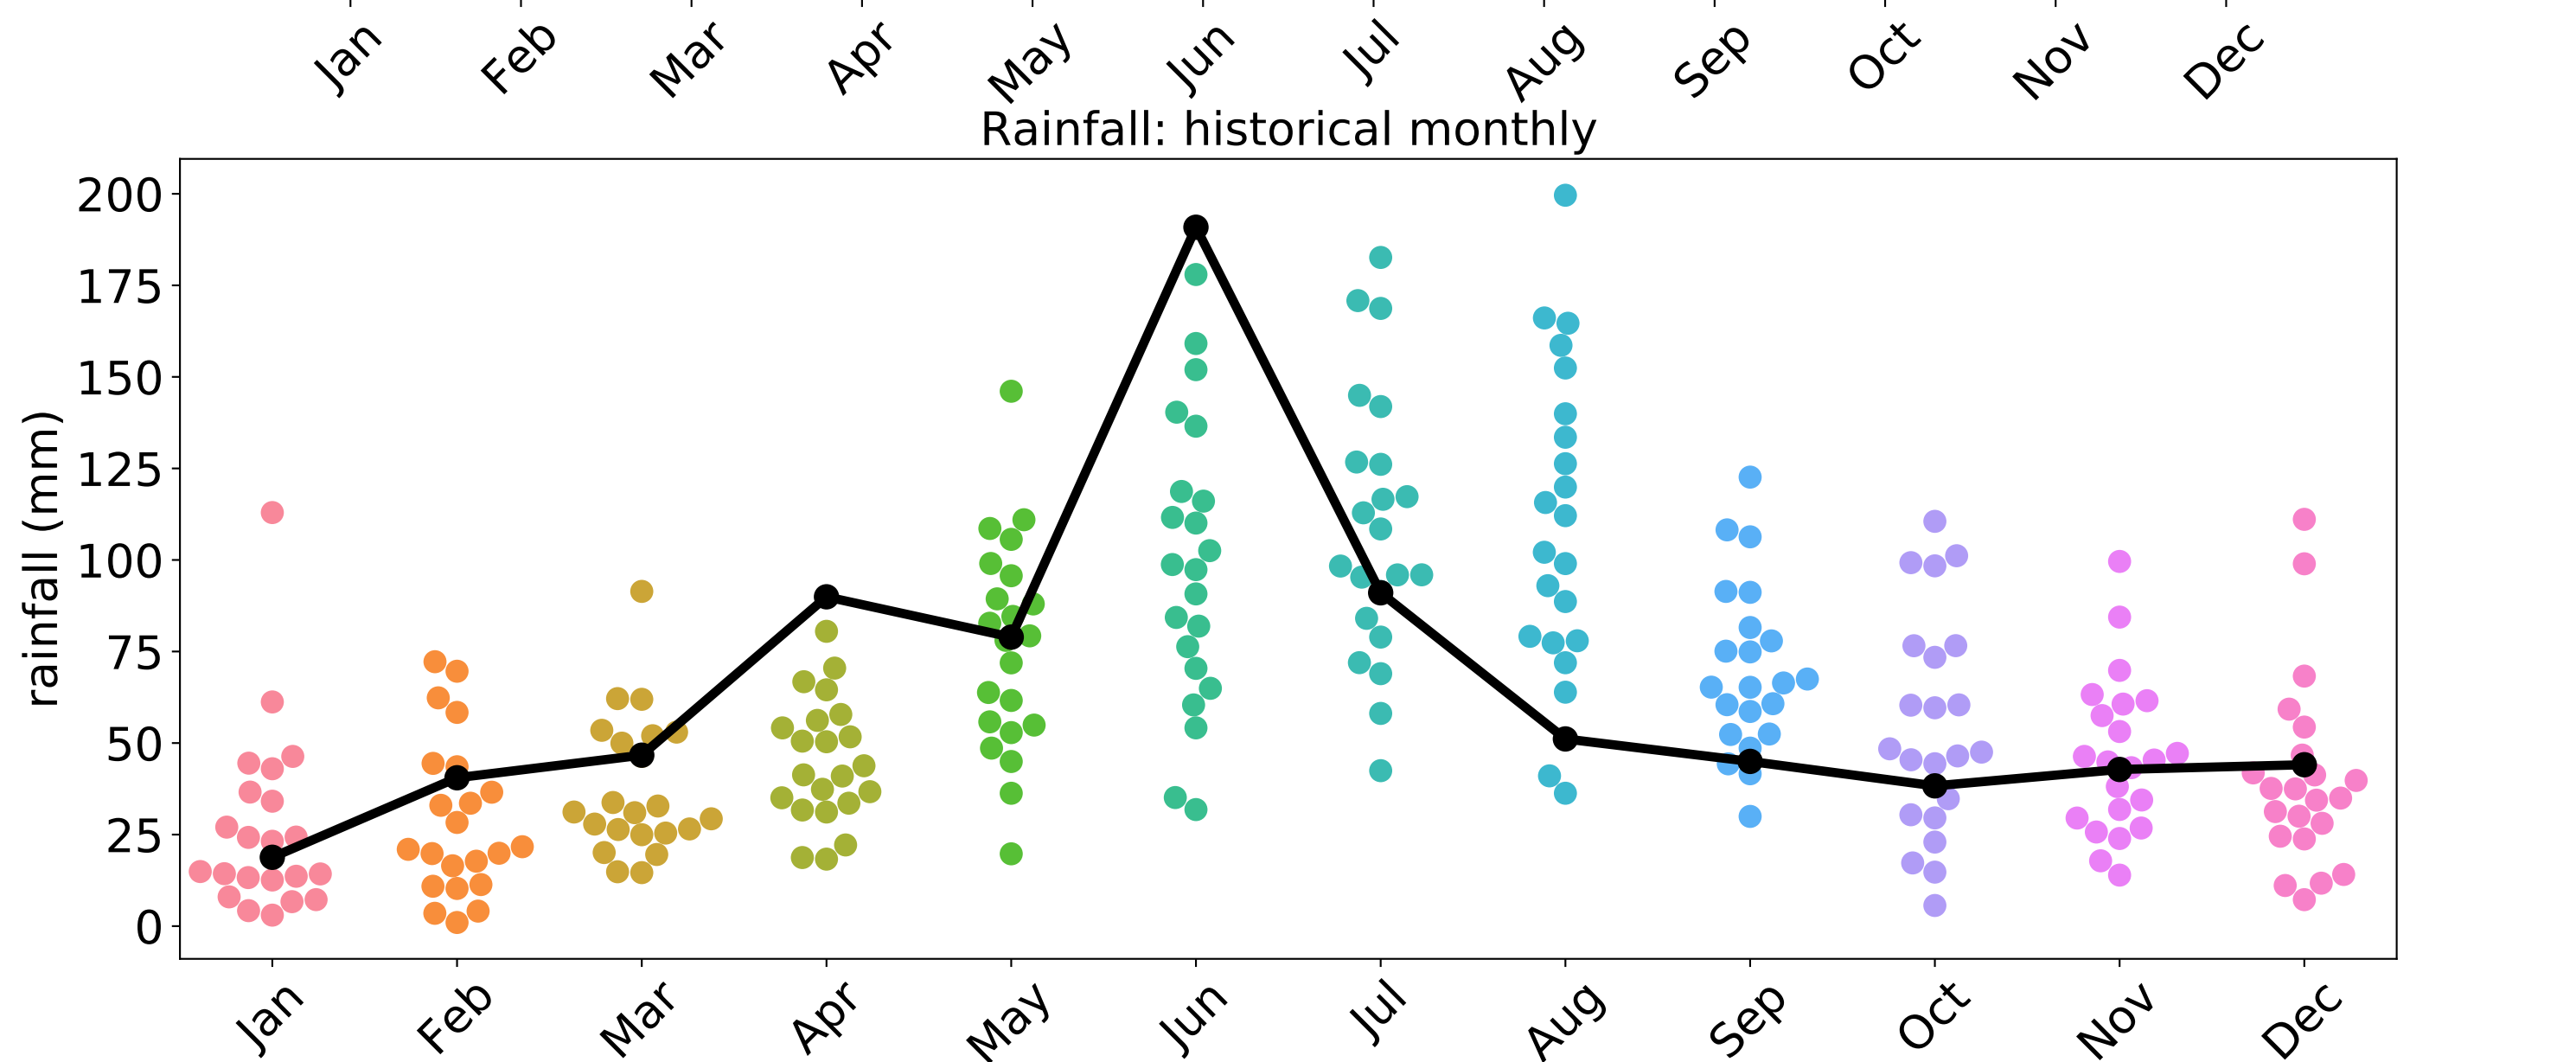 Jan Feb Mar Apr May Jun Jul Aug Sep Oct Nov Dec
Rainfall: historical monthly
200
175
150
125
100
75
50
25
0
rainfall (mm)
Jan Feb Mar Apr May Jun Jul Aug Sep Oct Nov Dec